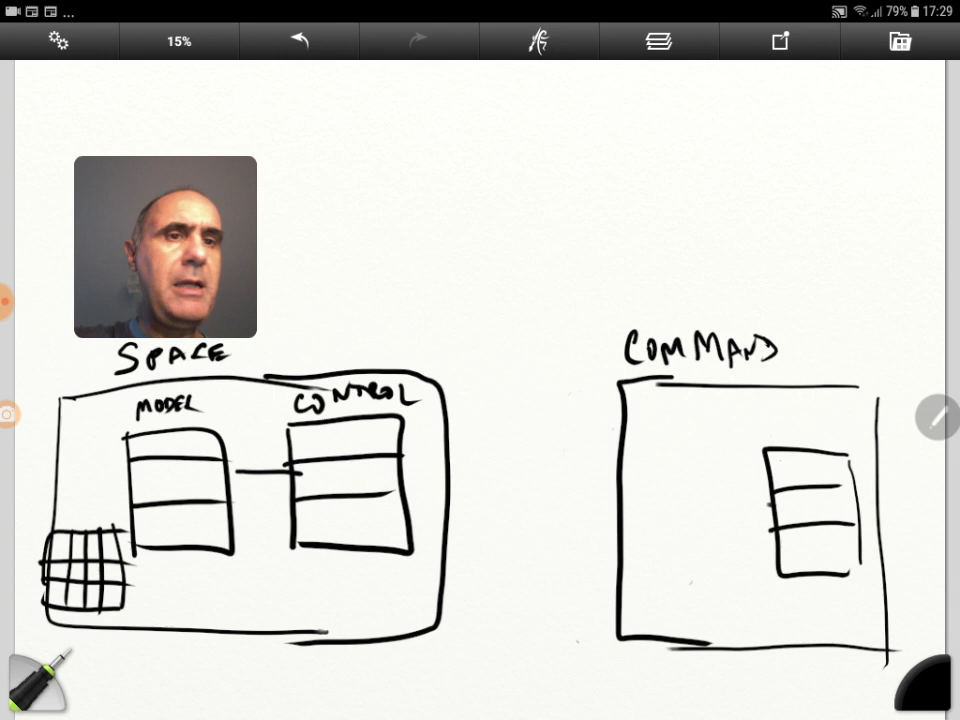 ... 79% 17:29
15%
SPACE
COMMAND
MODEL
CONTROL